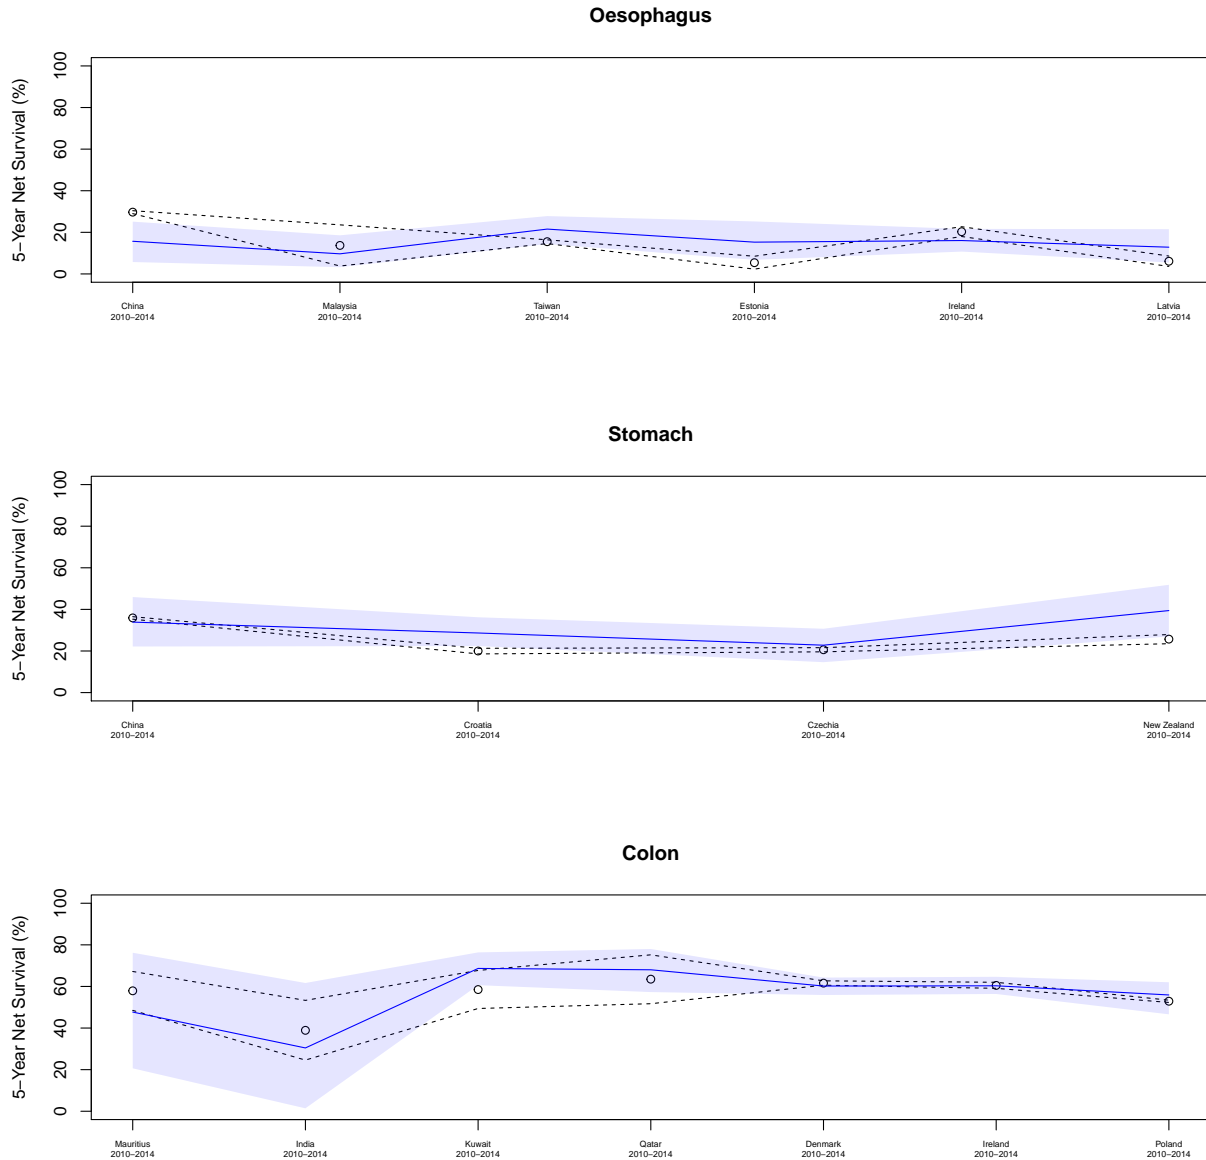 Oesophagus
5−Year Net Survival (%)
100
80
60
40
20
0
China Malaysia Taiwan Estonia Ireland Latvia
2010−2014 2010−2014 2010−2014 2010−2014 2010−2014 2010−2014
Stomach
5−Year Net Survival (%)
100
80
60
40
20
0
China Croatia Czechia New Zealand
2010−2014 2010−2014 2010−2014 2010−2014
Colon
5−Year Net Survival (%)
100
80
60
40
20
0
Mauritius India Kuwait Qatar Denmark Ireland Poland
2010−2014 2010−2014 2010−2014 2010−2014 2010−2014 2010−2014 2010−2014